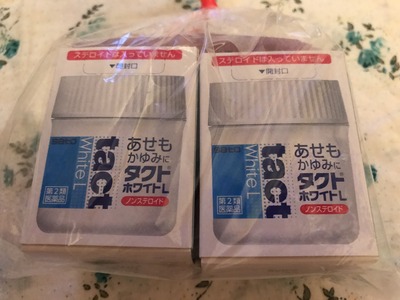 ステロイドは入っていません
▼開封口
あせも
かゆみに
タクト
ホワイトL
ノンステロイド
tact
White L
第2類
医薬品
ステロイドは入っていません
▼開封口
あせも
かゆみに
タクト
ホワイトL
ノンステロイド
tact
White L
第2類
医薬品